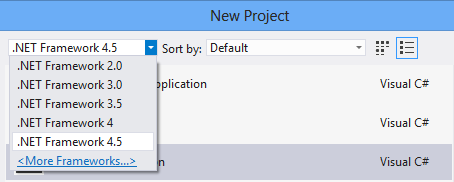 New Project
.NET Framework 4.5 Sort by: Default
.NET Framework 2.0
.NET Framework 3.0
pplication Visual C#
.NET Framework 3.5
.NET Framework 4
Visual C#
.NET Framework 4.5
<More Frameworks...>
on Visual C#